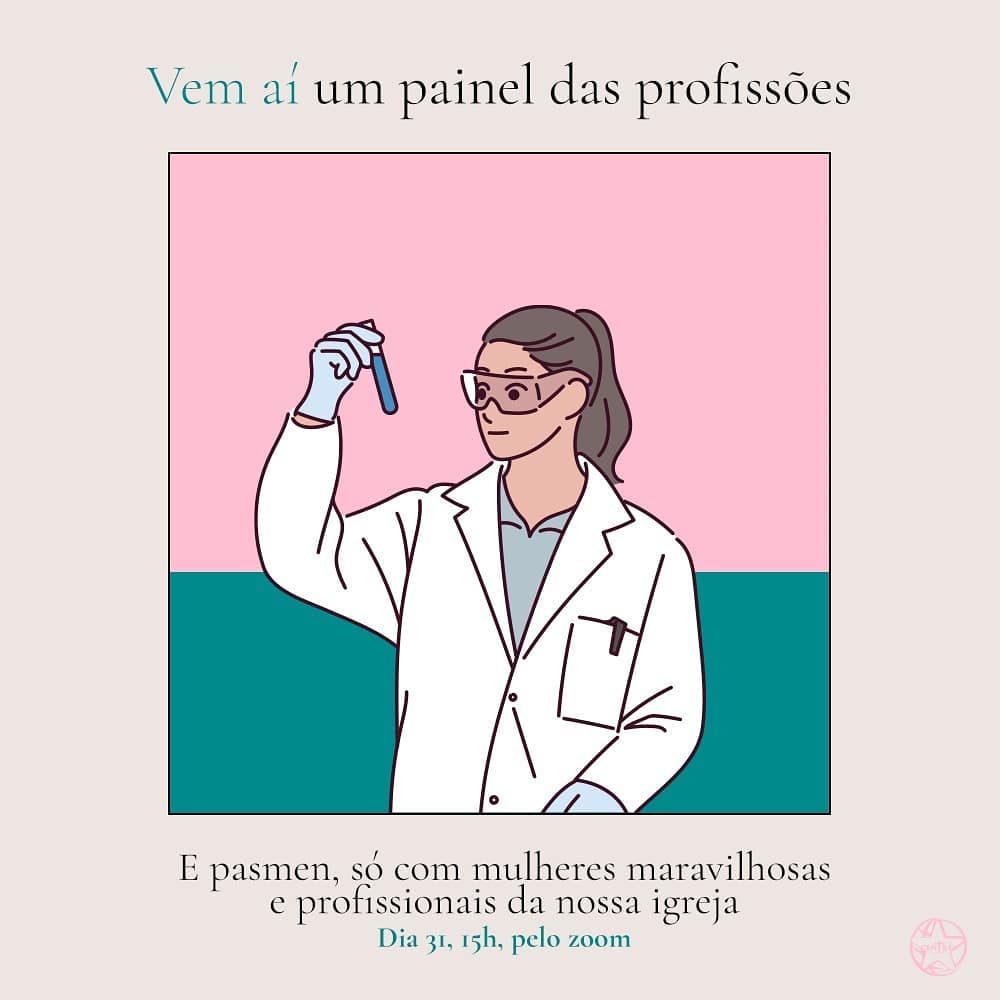 Vem aí um painel das profissões
E pasmen, só com mulheres maravilhosas
e profissionais da nossa igreja
Dia 31, 15h, pelo zoom